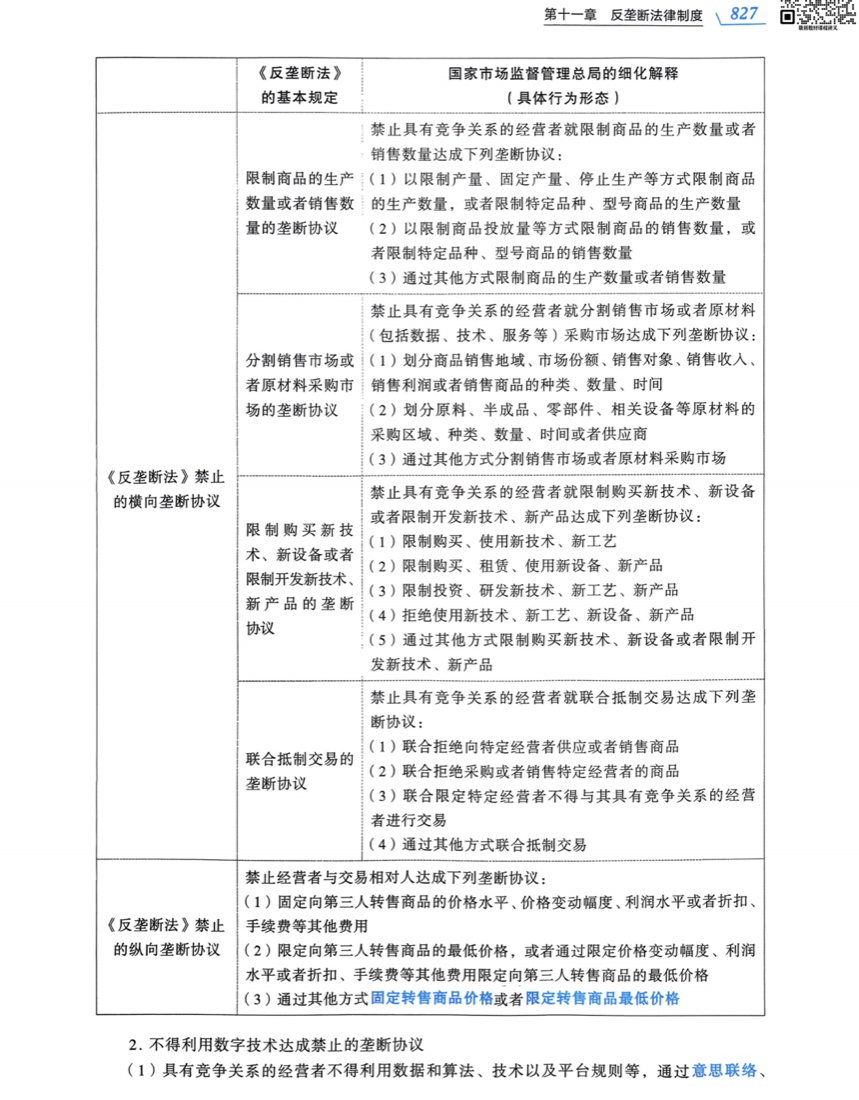 第十一章 反垄断法律制度 827
《反垄断法》
的基本规定
国家市场监督管理总局的细化解释
（具体行为形态）
《反垄断法》禁止
的横向垄断协议
限制商品的生产
数量或者销售数
量的垄断协议
禁止具有竞争关系的经营者就限制商品的生产数量或者
销售数量达成下列垄断协议：
（1）以限制产量、固定产量、停止生产等方式限制商品
的生产数量，或者限制特定品种、型号商品的生产数量
（2）以限制商品投放量等方式限制商品的销售数量，或
者限制特定品种、型号商品的销售数量
（3）通过其他方式限制商品的生产数量或者销售数量
分割销售市场或
者原材料采购市
场的垄断协议
禁止具有竞争关系的经营者就分割销售市场或者原材料
（包括数据、技术、服务等）采购市场达成下列垄断协议：
（1）划分商品销售地域、市场份额、销售对象、销售收入、
销售利润或者销售商品的种类、数量、时间
（2）划分原料、半成品、零部件、相关设备等原材料的
采购区域、种类、数量、时间或者供应商
（3）通过其他方式分割销售市场或者原材料采购市场
限制购买新技
术、新设备或者
限制开发新技术、
新产品的垄断
协议
禁止具有竞争关系的经营者就限制购买新技术、新设备
或者限制开发新技术、新产品达成下列垄断协议：
（1）限制购买、使用新技术、新工艺
（2）限制购买、租赁、使用新设备、新产品
（3）限制投资、研发新技术、新工艺、新产品
（4）拒绝使用新技术、新工艺、新设备、新产品
（5）通过其他方式限制购买新技术、新设备或者限制开
发新技术、新产品
联合抵制交易的
垄断协议
禁止具有竞争关系的经营者就联合抵制交易达成下列垄
断协议：
（1）联合拒绝向特定经营者供应或者销售商品
（2）联合拒绝采购或者销售特定经营者的商品
（3）联合限定特定经营者不得与其具有竞争关系的经营
者进行交易
（4）通过其他方式联合抵制交易
《反垄断法》禁止
的纵向垄断协议
禁止经营者与交易相对人达成下列垄断协议：
（1）固定向第三人转售商品的价格水平、价格变动幅度、利润水平或者折扣、
手续费等其他费用
（2）限定向第三人转售商品的最低价格，或者通过限定价格变动幅度、利润
水平或者折扣、手续费等其他费用限定向第三人转售商品的最低价格
（3）通过其他方式固定转售商品价格或者限定转售商品最低价格
2. 不得利用数字技术达成禁止的垄断协议
（1）具有竞争关系的经营者不得利用数据和算法、技术以及平台规则等，通过意思联络、